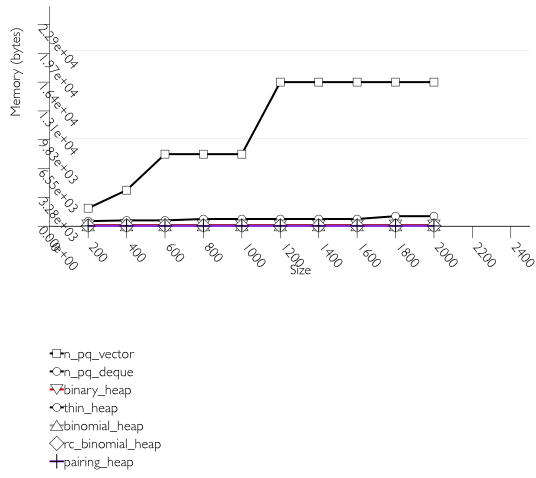 Memory (bytes)
2.29e+04
1.97e+04
1.64e+04
1.31e+04
9.83e+03
6.55e+03
3.28e+03
0.00e+00
0
200
400
600
800
1000
1200
1400
1600
1800
2000
2200
2400
Size
n_pq_vector
n_pq_deque
binary_heap
thin_heap
binomial_heap
rc_binomial_heap
pairing_heap